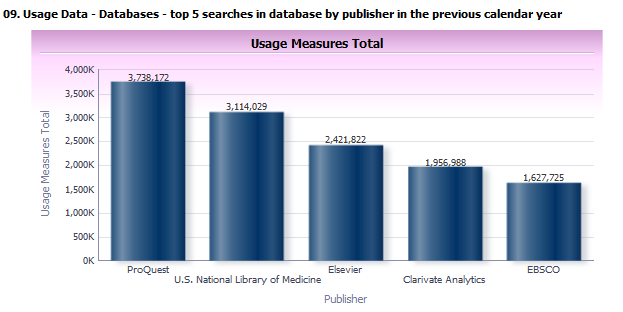 09. Usage Data - Databases - top 5 searches in database by publisher in the previous calendar year
Usage Measures Total
4,000K
3,500K
3,000K
2,500K
2,000K
1,500K
1,000K
500K
0K
Usage Measures Total
3,738,172
3,114,029
2,421,822
1,956,988
1,627,725
ProQuest
U.S. National Library of Medicine
Elsevier
Clarivate Analytics
EBSCO
Publisher